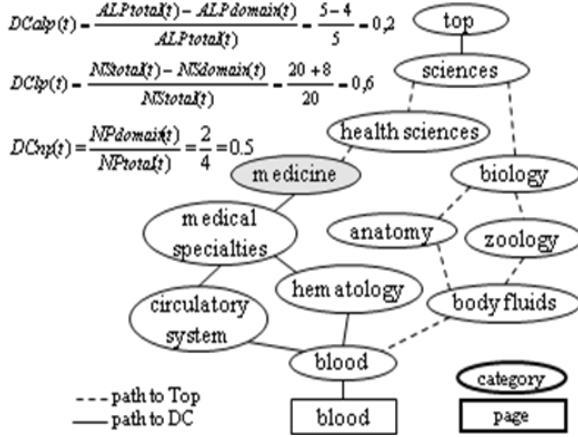 DCalp(t) = (ALPtotal(t) − ALPdomain(t)) / ALPtotal(t) = (5 − 4) / 5 = 0,2
DClp(t) = (NStotal(t) − NSdomain(t)) / NStotal(t) = (20 + 8) / 20 = 0,6
DCnp(t) = NPdomain(t) / NPtotal(t) = 2 / 4 = 0.5
top
sciences
health sciences
medicine
biology
medical
specialties
anatomy
zoology
hematology
circulatory
system
body fluids
blood
category
path to Top
path to DC
blood
page